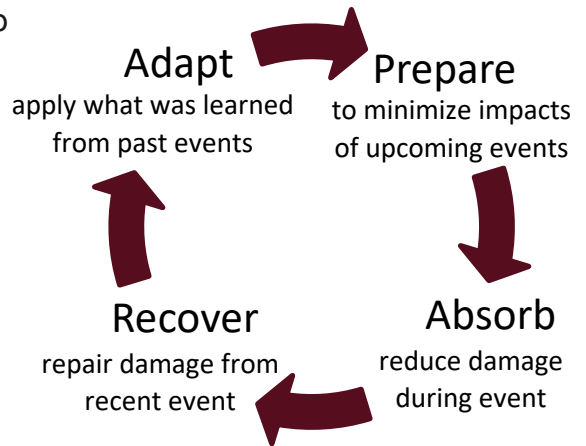 Adapt
apply what was learned
from past events
Prepare
to minimize impacts
of upcoming events
Absorb
reduce damage
during event
Recover
repair damage from
recent event